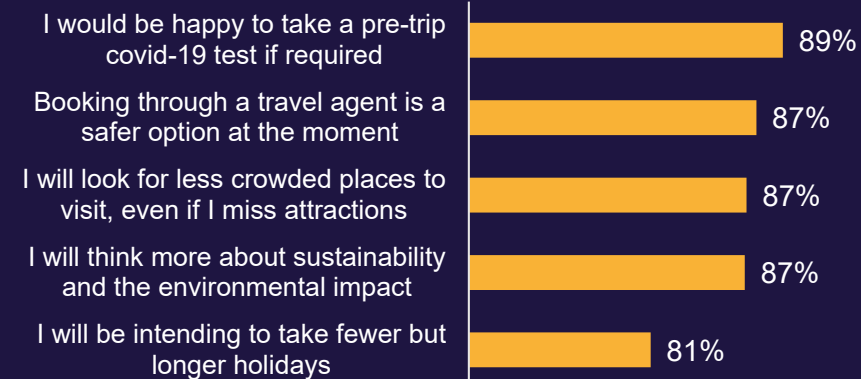 I would be happy to take a pre-trip
covid-19 test if required
89%
Booking through a travel agent is a
safer option at the moment
87%
I will look for less crowded places to
visit, even if I miss attractions
87%
I will think more about sustainability
and the environmental impact
87%
I will be intending to take fewer but
longer holidays
81%